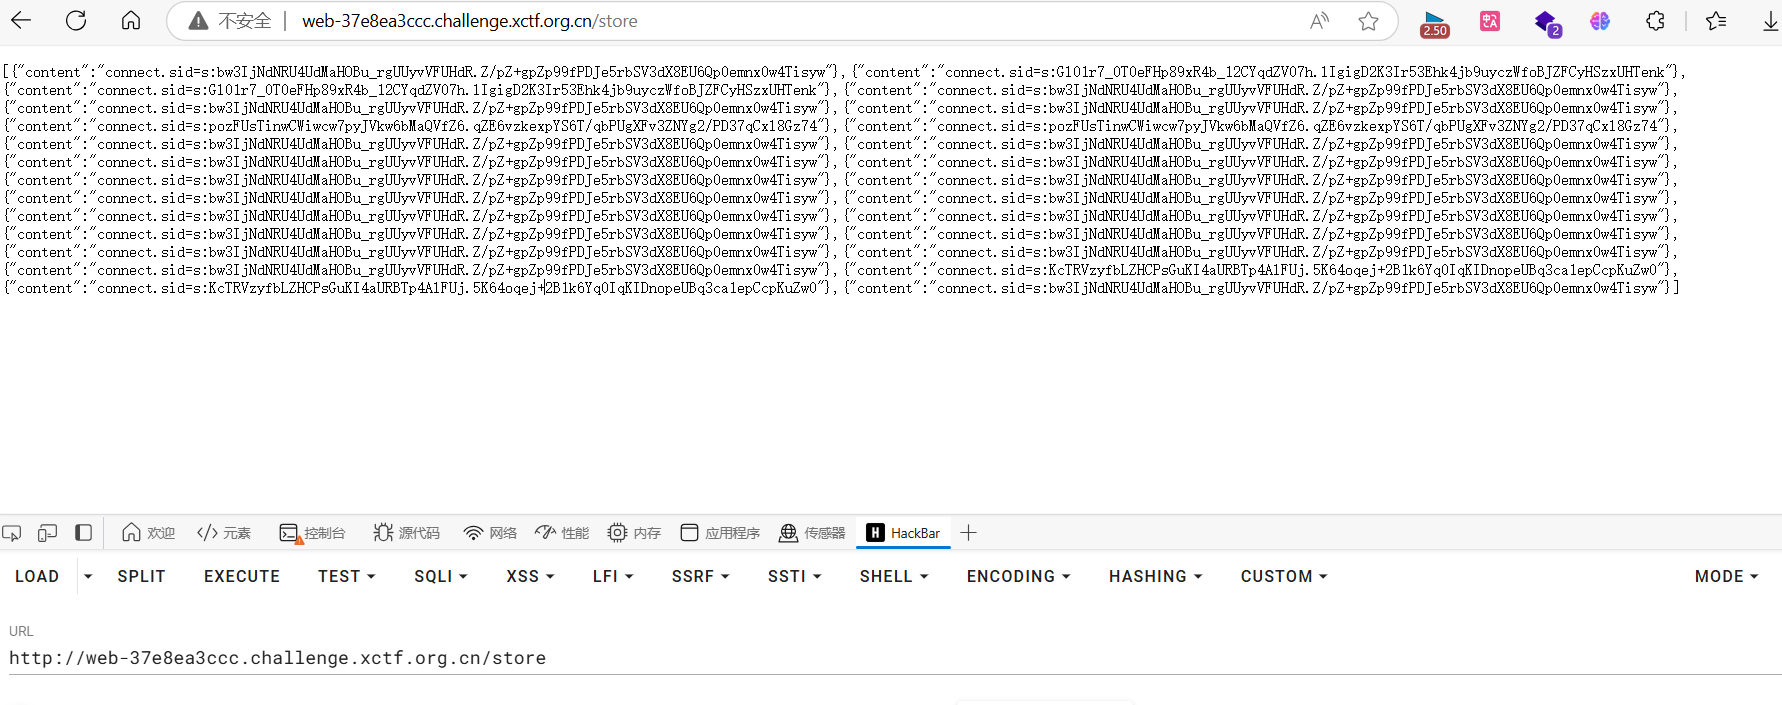 不安全 web-37e8ea3ccc.challenge.xctf.org.cn/store
2.50
2
[{"content":"connect.sid=s:bw3IjNdNRU4UdMaHOBu_rgUUyvVFUHdR.Z/pZ+gpZp99fPDJe5rbSV3dX8EU6Qp0emnx0w4Tisyw"},{"content":"connect.sid=s:G101r7_0T0eFHp89xR4b_12CYqdZV07h.1IgigD2K3Ir53Ehk4jb9uyczWfoBJZFCyHSzxUHTenk"},
{"content":"connect.sid=s:G101r7_0T0eFHp89xR4b_12CYqdZV07h.1IgigD2K3Ir53Ehk4jb9uyczWfoBJZFCyHSzxUHTenk"},{"content":"connect.sid=s:bw3IjNdNRU4UdMaHOBu_rgUUyvVFUHdR.Z/pZ+gpZp99fPDJe5rbSV3dX8EU6Qp0emnx0w4Tisyw"},
{"content":"connect.sid=s:bw3IjNdNRU4UdMaHOBu_rgUUyvVFUHdR.Z/pZ+gpZp99fPDJe5rbSV3dX8EU6Qp0emnx0w4Tisyw"},{"content":"connect.sid=s:bw3IjNdNRU4UdMaHOBu_rgUUyvVFUHdR.Z/pZ+gpZp99fPDJe5rbSV3dX8EU6Qp0emnx0w4Tisyw"},
{"content":"connect.sid=s:pozFUsTinwCWiwcw7pyJVkw6bMaQVfZ6.qZE6vzkexpYS6T/qbPUgXFv3ZNYg2/PD37qCx18Gz74"},{"content":"connect.sid=s:pozFUsTinwCWiwcw7pyJVkw6bMaQVfZ6.qZE6vzkexpYS6T/qbPUgXFv3ZNYg2/PD37qCx18Gz74"},
{"content":"connect.sid=s:bw3IjNdNRU4UdMaHOBu_rgUUyvVFUHdR.Z/pZ+gpZp99fPDJe5rbSV3dX8EU6Qp0emnx0w4Tisyw"},{"content":"connect.sid=s:bw3IjNdNRU4UdMaHOBu_rgUUyvVFUHdR.Z/pZ+gpZp99fPDJe5rbSV3dX8EU6Qp0emnx0w4Tisyw"},
{"content":"connect.sid=s:bw3IjNdNRU4UdMaHOBu_rgUUyvVFUHdR.Z/pZ+gpZp99fPDJe5rbSV3dX8EU6Qp0emnx0w4Tisyw"},{"content":"connect.sid=s:bw3IjNdNRU4UdMaHOBu_rgUUyvVFUHdR.Z/pZ+gpZp99fPDJe5rbSV3dX8EU6Qp0emnx0w4Tisyw"},
{"content":"connect.sid=s:bw3IjNdNRU4UdMaHOBu_rgUUyvVFUHdR.Z/pZ+gpZp99fPDJe5rbSV3dX8EU6Qp0emnx0w4Tisyw"},{"content":"connect.sid=s:bw3IjNdNRU4UdMaHOBu_rgUUyvVFUHdR.Z/pZ+gpZp99fPDJe5rbSV3dX8EU6Qp0emnx0w4Tisyw"},
{"content":"connect.sid=s:bw3IjNdNRU4UdMaHOBu_rgUUyvVFUHdR.Z/pZ+gpZp99fPDJe5rbSV3dX8EU6Qp0emnx0w4Tisyw"},{"content":"connect.sid=s:bw3IjNdNRU4UdMaHOBu_rgUUyvVFUHdR.Z/pZ+gpZp99fPDJe5rbSV3dX8EU6Qp0emnx0w4Tisyw"},
{"content":"connect.sid=s:bw3IjNdNRU4UdMaHOBu_rgUUyvVFUHdR.Z/pZ+gpZp99fPDJe5rbSV3dX8EU6Qp0emnx0w4Tisyw"},{"content":"connect.sid=s:bw3IjNdNRU4UdMaHOBu_rgUUyvVFUHdR.Z/pZ+gpZp99fPDJe5rbSV3dX8EU6Qp0emnx0w4Tisyw"},
{"content":"connect.sid=s:bw3IjNdNRU4UdMaHOBu_rgUUyvVFUHdR.Z/pZ+gpZp99fPDJe5rbSV3dX8EU6Qp0emnx0w4Tisyw"},{"content":"connect.sid=s:bw3IjNdNRU4UdMaHOBu_rgUUyvVFUHdR.Z/pZ+gpZp99fPDJe5rbSV3dX8EU6Qp0emnx0w4Tisyw"},
{"content":"connect.sid=s:bw3IjNdNRU4UdMaHOBu_rgUUyvVFUHdR.Z/pZ+gpZp99fPDJe5rbSV3dX8EU6Qp0emnx0w4Tisyw"},{"content":"connect.sid=s:bw3IjNdNRU4UdMaHOBu_rgUUyvVFUHdR.Z/pZ+gpZp99fPDJe5rbSV3dX8EU6Qp0emnx0w4Tisyw"},
{"content":"connect.sid=s:bw3IjNdNRU4UdMaHOBu_rgUUyvVFUHdR.Z/pZ+gpZp99fPDJe5rbSV3dX8EU6Qp0emnx0w4Tisyw"},{"content":"connect.sid=s:KcTRVzyfbLZHCPsGuKI4aURBTp4A1FUj.5K64oqej+2B1k6Yq0IqKIDnopeUBq3ca1epCcpKuZw0"},
{"content":"connect.sid=s:KcTRVzyfbLZHCPsGuKI4aURBTp4A1FUj.5K64oqej+2B1k6Yq0IqKIDnopeUBq3ca1epCcpKuZw0"},{"content":"connect.sid=s:bw3IjNdNRU4UdMaHOBu_rgUUyvVFUHdR.Z/pZ+gpZp99fPDJe5rbSV3dX8EU6Qp0emnx0w4Tisyw"}]
欢迎 元素 控制台 源代码 网络 性能 内存 应用程序 传感器 HackBar
LOAD SPLIT EXECUTE TEST SQLI XSS LFI SSRF SSTI SHELL ENCODING HASHING CUSTOM MODE
URL
http://web-37e8ea3ccc.challenge.xctf.org.cn/store